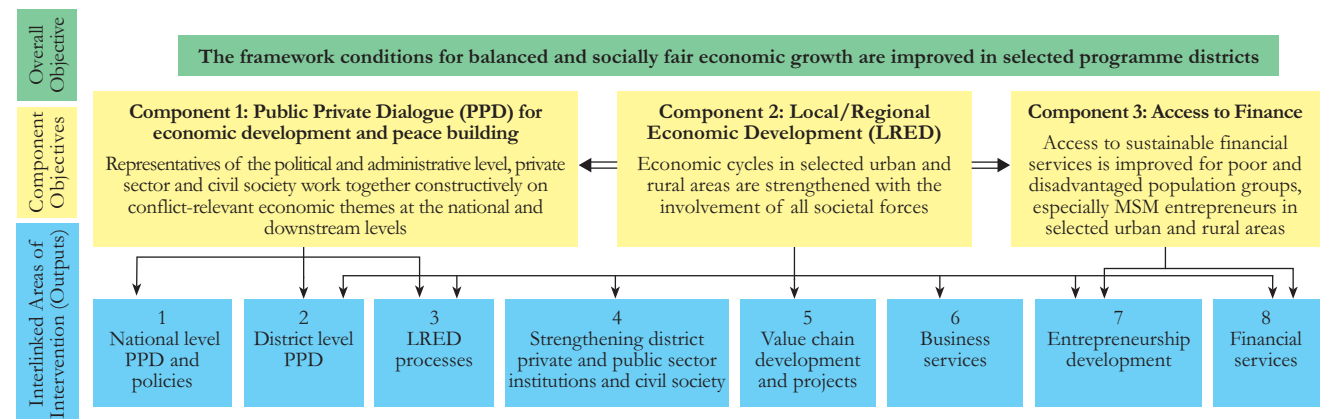 Overall
Objective
The framework conditions for balanced and socially fair economic growth are improved in selected programme districts
Component
Objectives
Component 1: Public Private Dialogue (PPD) for
economic development and peace building
Representatives of the political and administrative level, private
sector and civil society work together constructively on
conflict-relevant economic themes at the national and
downstream levels
Component 2: Local/Regional
Economic Development (LRED)
Economic cycles in selected urban and
rural areas are strengthened with the
involvement of all societal forces
Component 3: Access to Finance
Access to sustainable financial
services is improved for poor and
disadvantaged population groups,
especially MSM entrepreneurs in
selected urban and rural areas
Interlinked Areas of
Intervention (Outputs)
1
National level
PPD and
policies
2
District level
PPD
3
LRED
processes
4
Strengthening district
private and public sector
institutions and civil society
5
Value chain
development
and projects
6
Business
services
7
Entrepreneurship
development
8
Financial
services